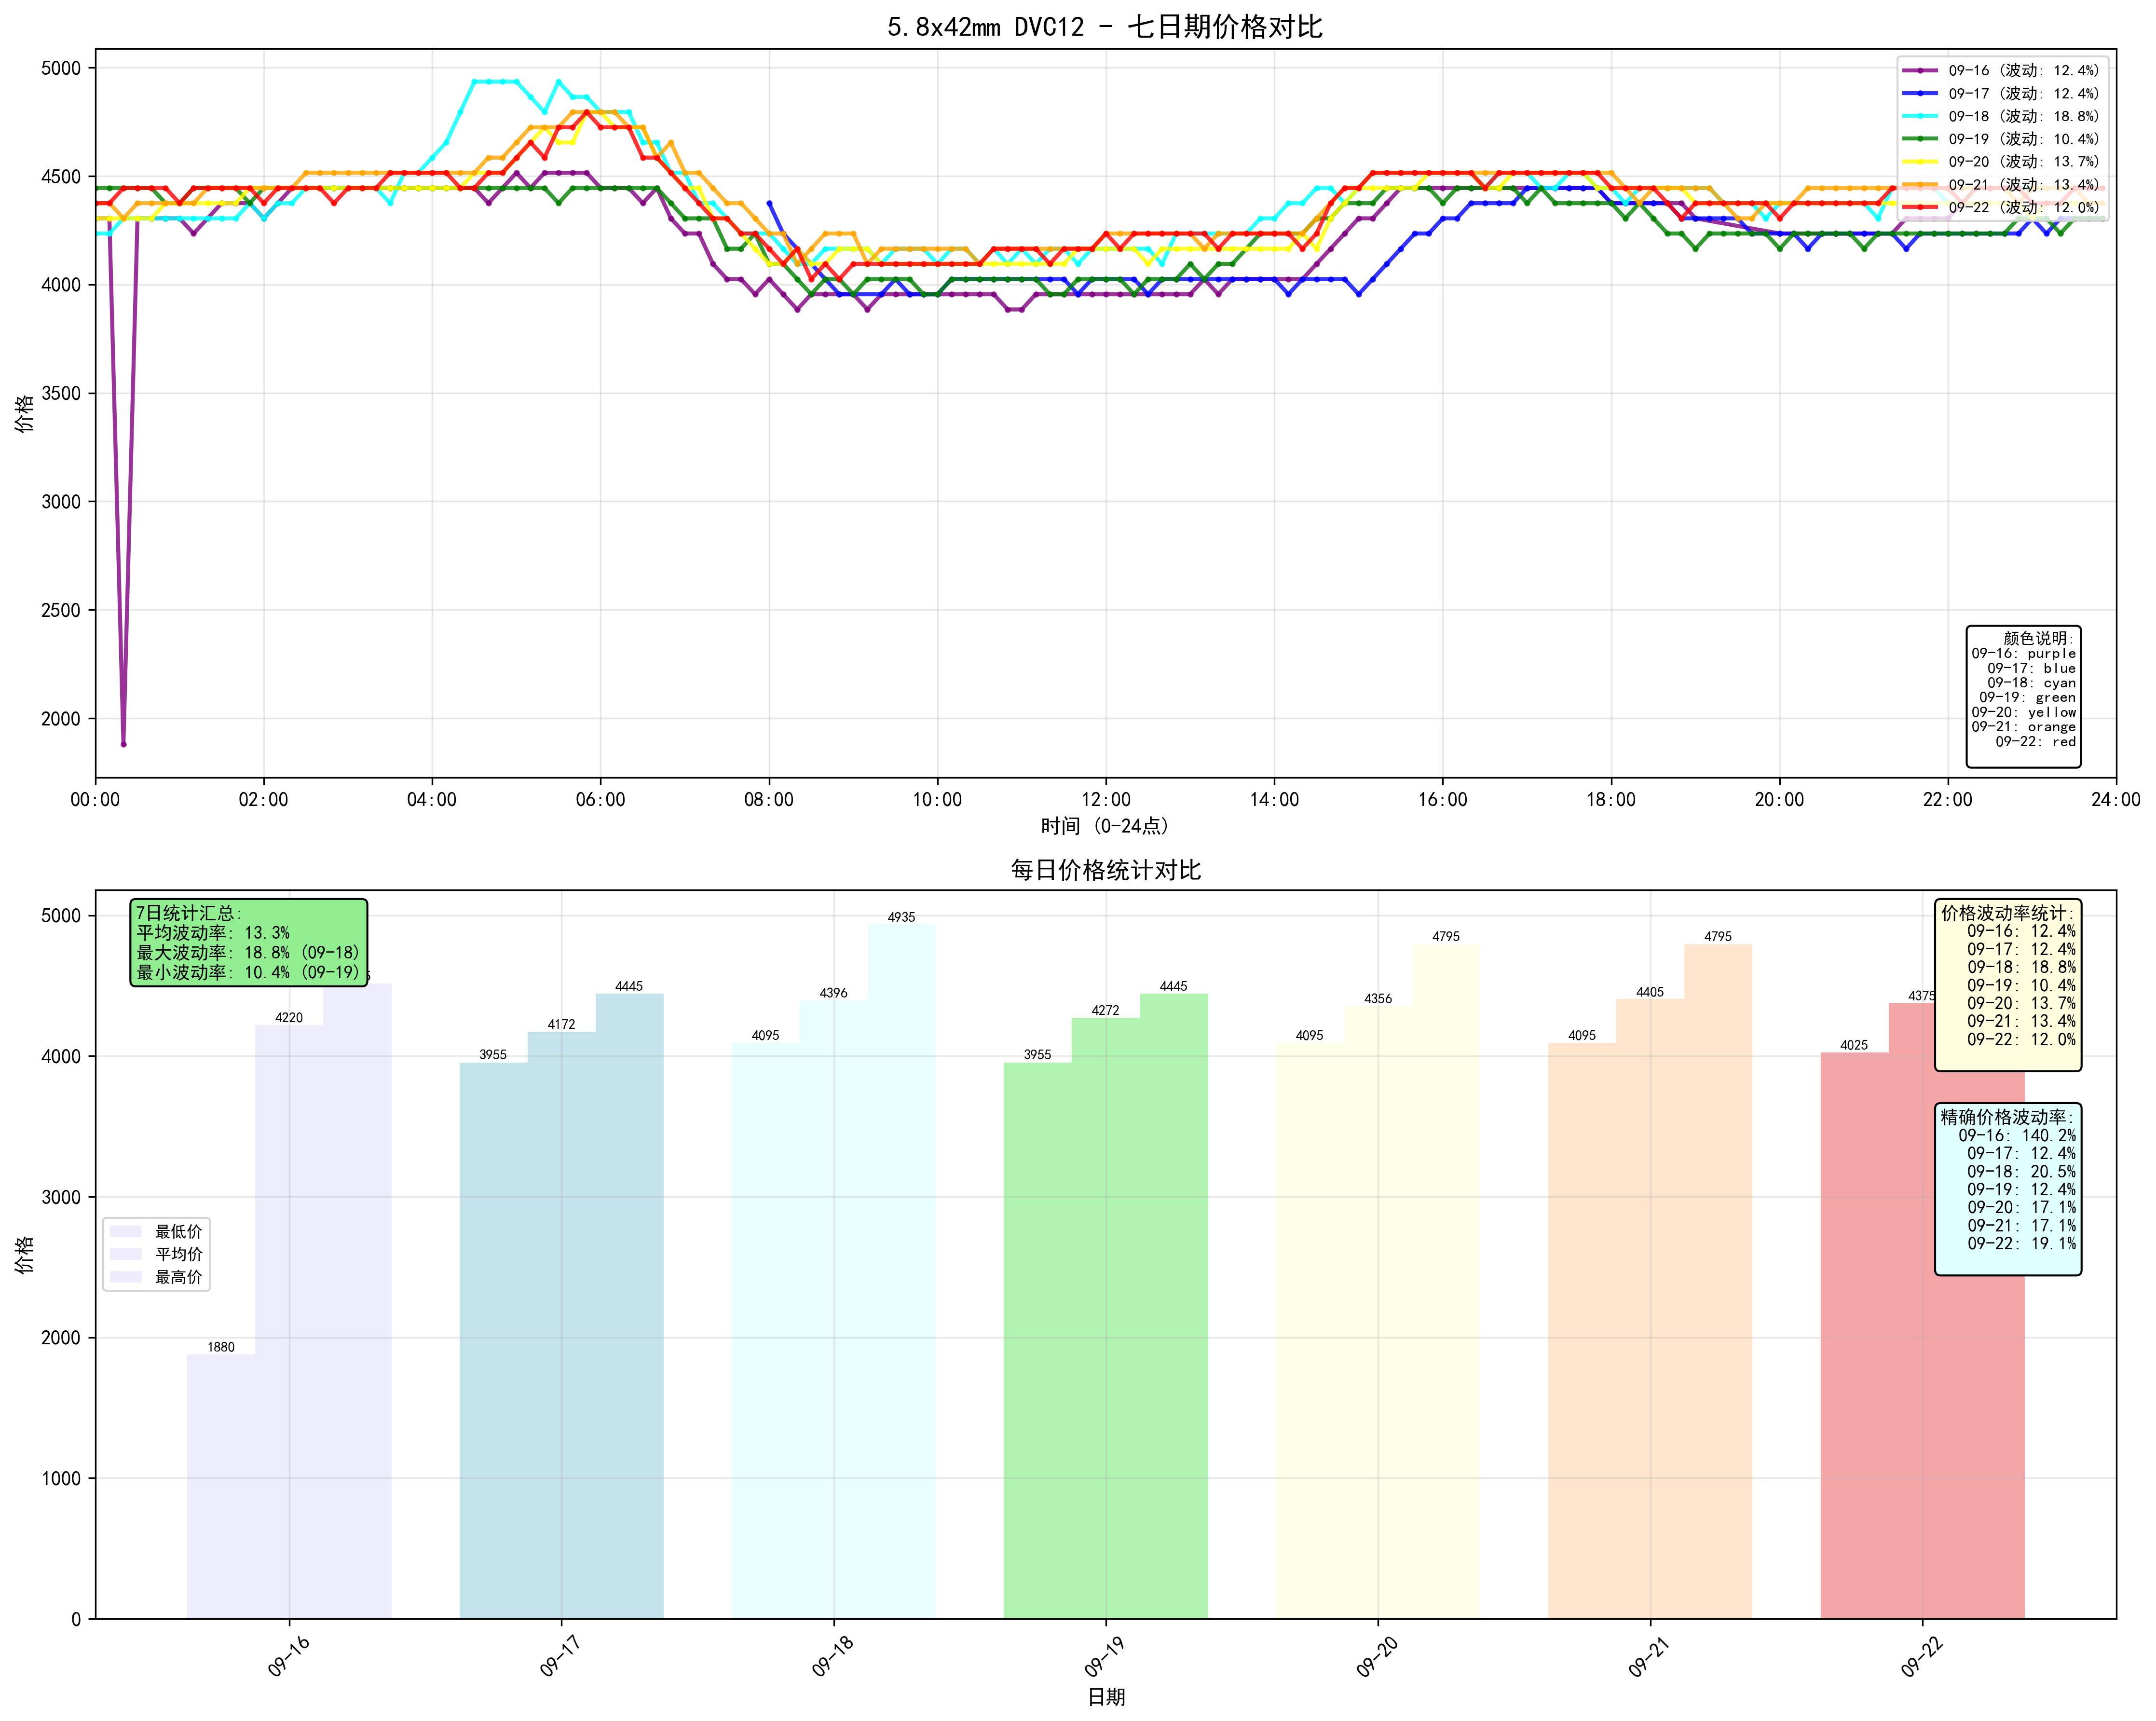 5.8x42mm DVC12 - 七日期价格对比
价格
5000
4500
4000
3500
3000
2500
2000
09-16 (波动: 12.4%)
09-17 (波动: 12.4%)
09-18 (波动: 18.8%)
09-19 (波动: 10.4%)
09-20 (波动: 13.7%)
09-21 (波动: 13.4%)
09-22 (波动: 12.0%)
颜色说明:
09-16: purple
09-17: blue
09-18: cyan
09-19: green
09-20: yellow
09-21: orange
09-22: red
00:00 02:00 04:00 06:00 08:00 10:00 12:00 14:00 16:00 18:00 20:00 22:00 24:00
时间 (0-24点)
每日价格统计对比
价格
5000
4000
3000
2000
1000
0
7日统计汇总:
平均波动率: 13.3%
最大波动率: 18.8% (09-18)
最小波动率: 10.4% (09-19)
1880
4220
3955
4172
4445
4095
4396
4935
3955
4272
4445
4095
4356
4795
4095
4405
4795
4025
4375
价格波动率统计:
09-16: 12.4%
09-17: 12.4%
09-18: 18.8%
09-19: 10.4%
09-20: 13.7%
09-21: 13.4%
09-22: 12.0%
精确价格波动率:
09-16: 140.2%
09-17: 12.4%
09-18: 20.5%
09-19: 12.4%
09-20: 17.1%
09-21: 17.1%
09-22: 19.1%
最低价
平均价
最高价
09-16 09-17 09-18 09-19 09-20 09-21 09-22
日期